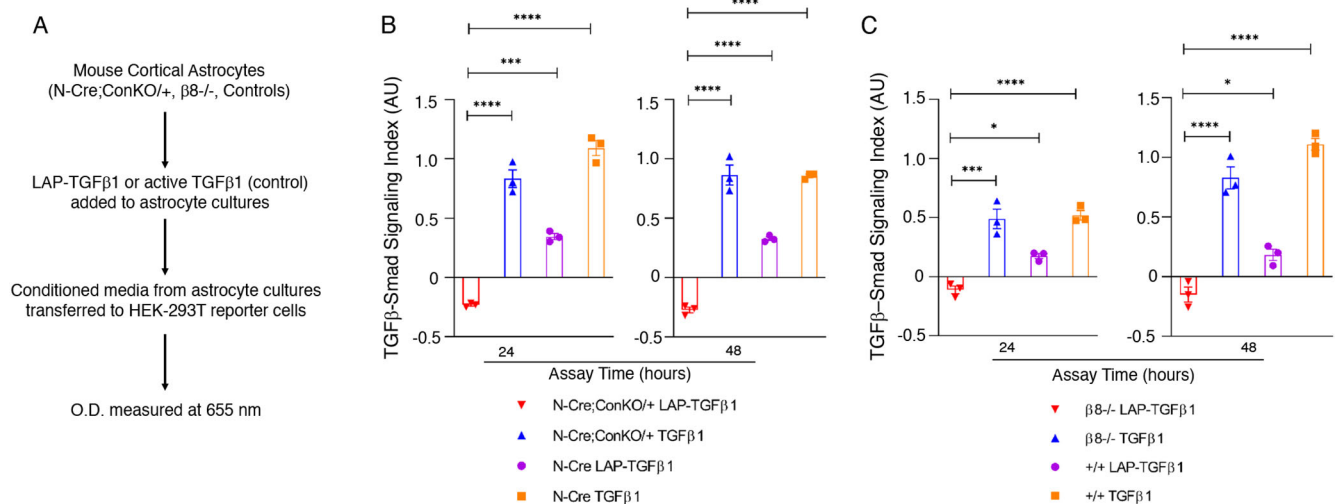 A
Mouse Cortical Astrocytes
(N-Cre;ConKO/+, β8-/-, Controls)
LAP-TGFβ1 or active TGFβ1 (control)
added to astrocyte cultures
Conditioned media from astrocyte cultures
transferred to HEK-293T reporter cells
O.D. measured at 655 nm
B
TGFβ-Smad Signaling Index (AU)
1.5
1.0
0.5
0
-0.5
****
***
****
24
1.5
1.0
0.5
0
-0.5
****
****
****
48
Assay Time (hours)
N-Cre;ConKO/+ LAP-TGFβ1
N-Cre;ConKO/+ TGFβ1
N-Cre LAP-TGFβ1
N-Cre TGFβ1
C
TGFβ-Smad Signaling Index (AU)
1.5
1.0
0.5
0
-0.5
****
*
***
24
1.5
1.0
0.5
0
-0.5
****
*
****
48
Assay Time (hours)
β8-/- LAP-TGFβ1
β8-/- TGFβ1
+/+ LAP-TGFβ1
+/+ TGFβ1